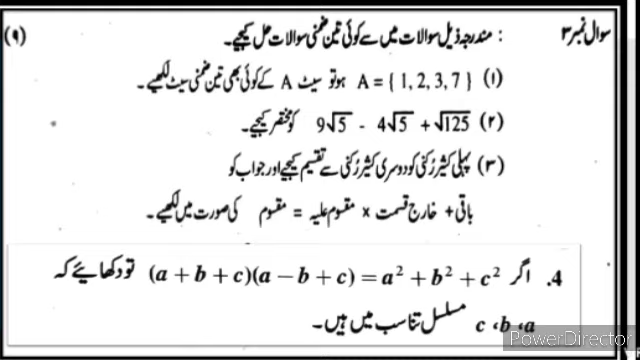 سوال نمبر ۳ : مندرجہ ذیل سوالات میں سے کوئی تین ضمنی سوالات حل کیجیے۔ (۹)
(۱) A = { 1, 2, 3, 7 } ہو تو سیٹ A کے کوئی بھی تین ضمنی سیٹ لکھیے۔
(۲) 9√5 - 4√5 + √125 کو مختصر کیجیے۔
(۳) پہلی کثیر رکنی کو دوسری کثیر رکنی سے تقسیم کیجیے اور جواب کو
باقی + خارج قسمت × مقسوم علیہ = مقسوم کی صورت میں لکھیے۔
4. اگر (a + b + c)(a − b + c) = a² + b² + c² تو دکھائیے کہ
c ،b ،a مسلسل تناسب میں ہیں۔
PowerDirector